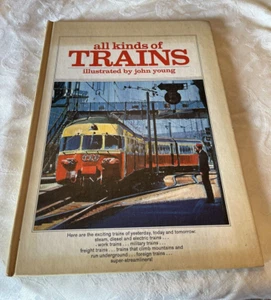 all kinds of
TRAINS
illustrated by john young
Here are the exciting trains of yesterday, today and tomorrow:
steam, diesel and electric trains . . .
work trains . . . military trains . . .
freight trains . . . trains that climb mountains and
run underground . . . foreign trains . . .
super streamliners!